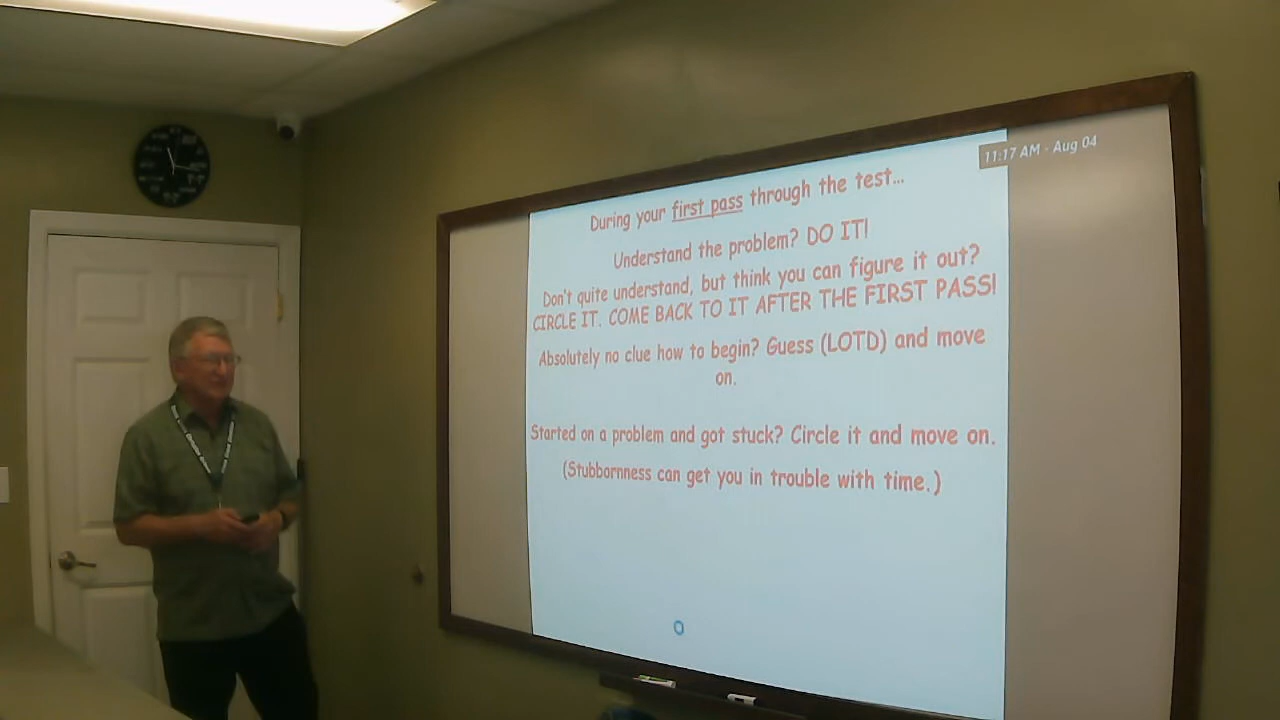 11:17 AM - Aug 04
During your first pass through the test...
Understand the problem? DO IT!
Don't quite understand, but think you can figure it out?
CIRCLE IT. COME BACK TO IT AFTER THE FIRST PASS!
Absolutely no clue how to begin? Guess (LOTD) and move
on.
Started on a problem and got stuck? Circle it and move on.
(Stubbornness can get you in trouble with time.)